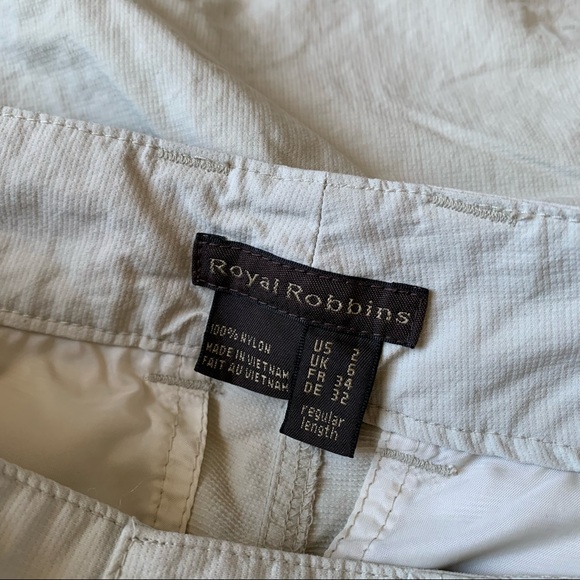 Royal Robbins
100% NYLON
MADE IN VIETNAM
FAIT AU VIETNAM
US 2
UK 6
FR 34
DE 32
regular
length